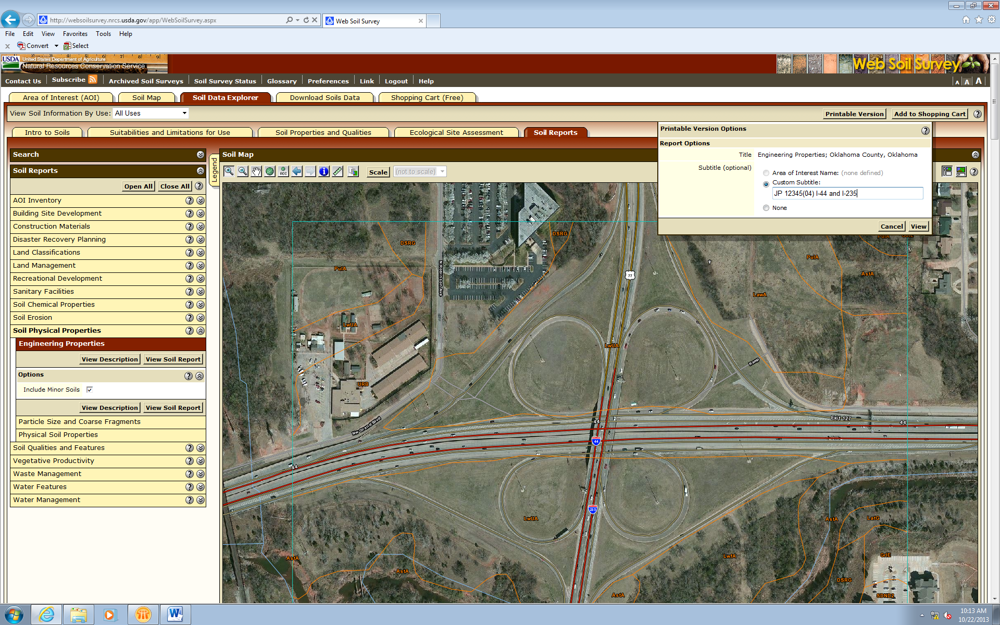 http://websoilsurvey.nrcs.usda.gov/app/WebSoilSurvey.aspx
Web Soil Survey
File Edit View Favorites Tools Help
x Convert Select
USDA United States Department of Agriculture
Natural Resources Conservation Service
Web Soil Survey
Contact Us Subscribe Archived Soil Surveys Soil Survey Status Glossary Preferences Link Logout Help A A A
Area of Interest (AOI) Soil Map Soil Data Explorer Download Soils Data Shopping Cart (Free)
View Soil Information By Use: All Uses Printable Version Add to Shopping Cart ?
Intro to Soils Suitabilities and Limitations for Use Soil Properties and Qualities Ecological Site Assessment Soil Reports
Printable Version Options ?
Report Options
Title Engineering Properties; Oklahoma County, Oklahoma
Subtitle (optional) Area of Interest Name: (none defined)
Custom Subtitle:
JP 12345(04) I-44 and I-235
None
Cancel View
Search
Soil Reports
Open All Close All ?
AOI Inventory ?
Building Site Development ?
Construction Materials ?
Disaster Recovery Planning ?
Land Classifications ?
Land Management ?
Recreational Development ?
Sanitary Facilities ?
Soil Chemical Properties ?
Soil Erosion ?
Soil Physical Properties ?
Engineering Properties
View Description View Soil Report
Options ?
Include Minor Soils
View Description View Soil Report
Particle Size and Coarse Fragments
Physical Soil Properties
Soil Qualities and Features ?
Vegetative Productivity ?
Waste Management ?
Water Features ?
Water Management ?
Legend
Soil Map
AOI Scale (not to scale) ?
DSRG
DSRG
PulA
PulA
PulA
AstA
N Robinson Ave
77
LawA
LwUA
LwUA
Ramp
URB
Nw Grand Blvd
44
Exit 127
44
44
44
235
LwUA
AstA
LatG
AstA
AstA
LwfA
GrlE
DSRG
AstA
SDND2
10:13 AM
10/22/2013